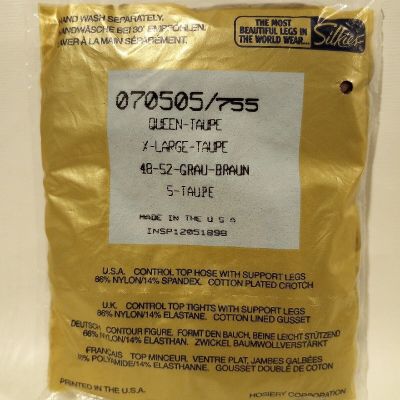 HAND WASH SEPARATELY.
HANDWÄSCHE BEI 30° EMPFOHLEN.
LAVER À LA MAIN SÉPARÉMENT.
THE MOST
BEAUTIFUL LEGS IN
THE WORLD WEAR...
Silkies
070505/755
QUEEN-TAUPE
X-LARGE-TAUPE
48-52-GRAU-BRAUN
5-TAUPE
MADE IN THE U S A
INSP12051898
U.S.A. CONTROL TOP HOSE WITH SUPPORT LEGS
86% NYLON/14% SPANDEX. COTTON PLATED CROTCH
U.K. CONTROL TOP TIGHTS WITH SUPPORT LEGS
86% NYLON/14% ELASTANE. COTTON LINED GUSSET
DEUTSCH CONTOUR FIGURE. FORMT DEN BAUCH, BEINE LEICHT STÜTZEND
86% NYLON/14% ELASTHAN. ZWICKEL BAUMWOLLVERSTÄRKT
FRANÇAIS TOP MINCEUR, VENTRE PLAT, JAMBES GALBÉES
POLYAMIDE/14% ELASTHANNE. GOUSSET DOUBLÉ DE COTON
PRINTED IN THE U.S.A.
HOSIERY CORPORATION